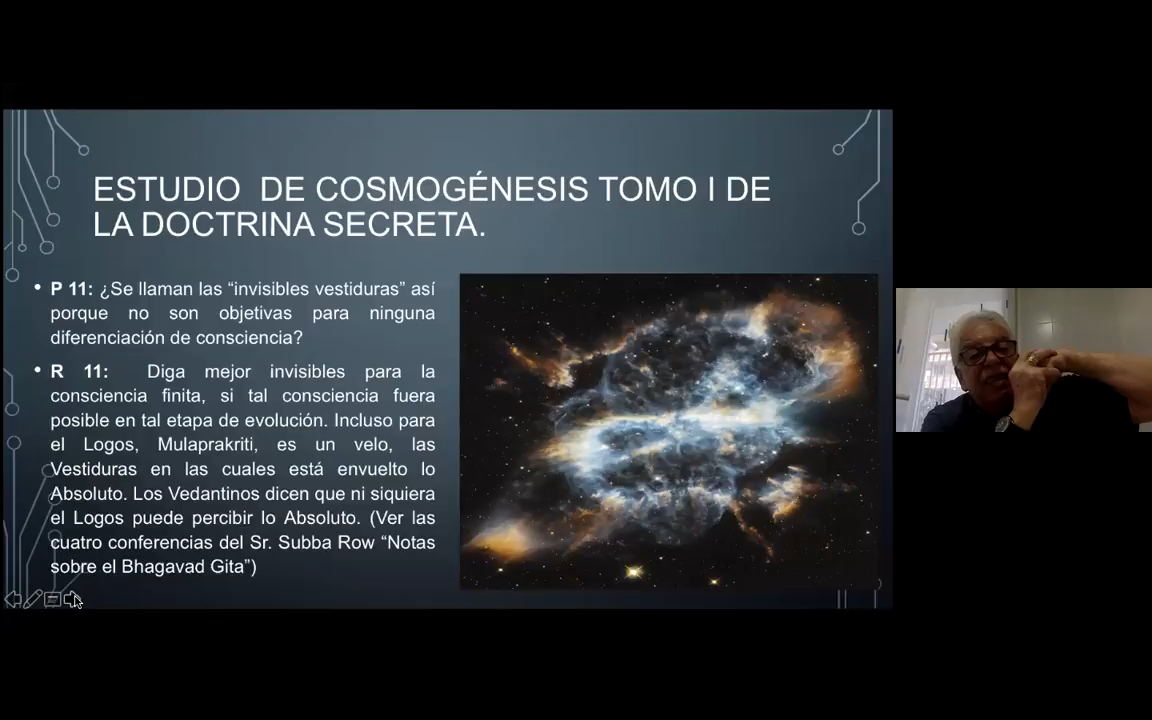 ESTUDIO DE COSMOGÉNESIS TOMO I DE
LA DOCTRINA SECRETA.
• P 11: ¿Se llaman las “invisibles vestiduras” así
porque no son objetivas para ninguna
diferenciación de consciencia?
• R 11: Diga mejor invisibles para la
consciencia finita, si tal consciencia fuera
posible en tal etapa de evolución. Incluso para
el Logos, Mulaprakriti, es un velo, las
Vestiduras en las cuales está envuelto lo
Absoluto. Los Vedantinos dicen que ni siquiera
el Logos puede percibir lo Absoluto. (Ver las
cuatro conferencias del Sr. Subba Row “Notas
sobre el Bhagavad Gita”)